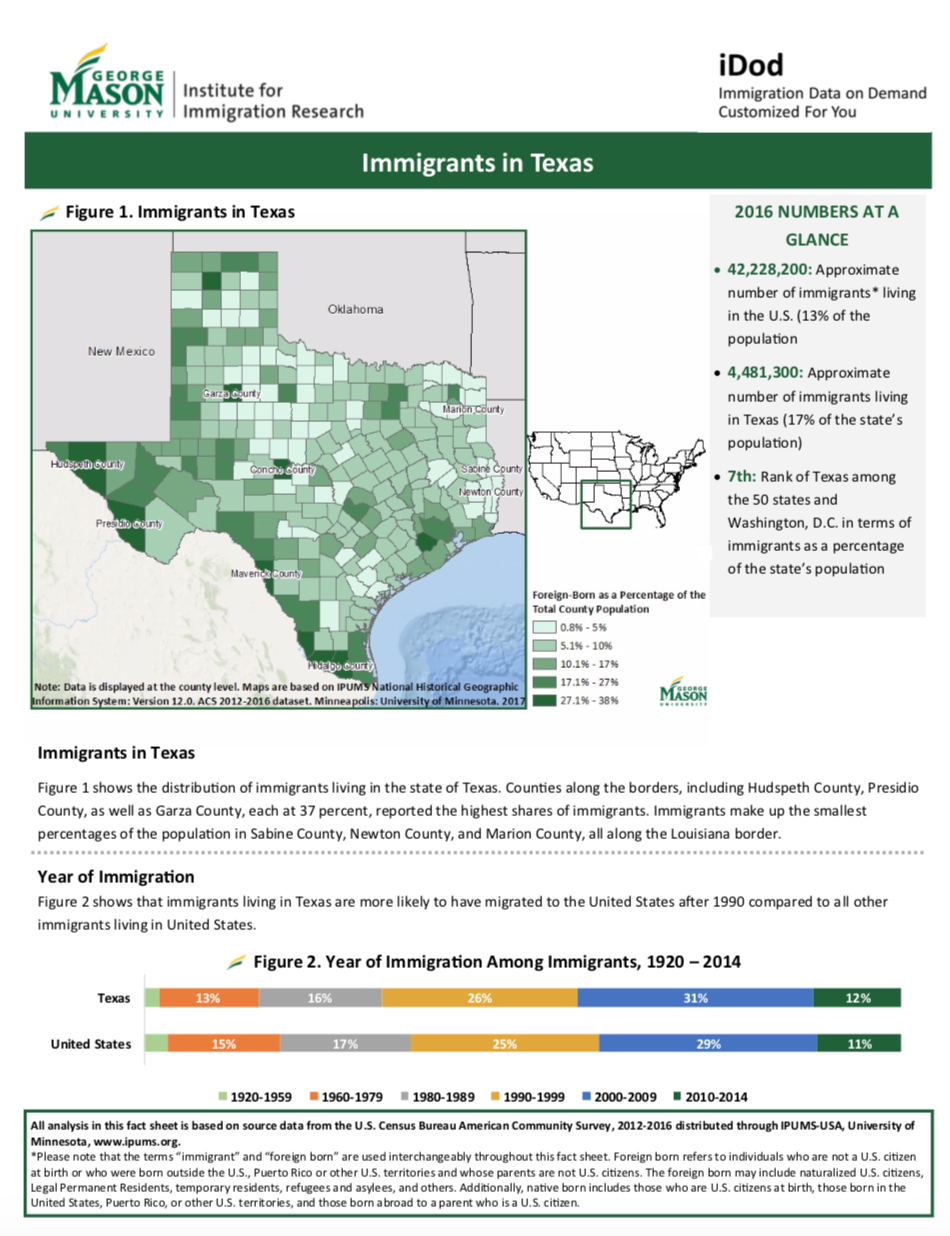 GEORGE
MASON
UNIVERSITY
Institute for
Immigration Research
iDod
Immigration Data on Demand
Customized For You
Immigrants in Texas
Figure 1. Immigrants in Texas
New Mexico
Oklahoma
Garza County
Marion County
Hudspeth County
Concho County
Sabine County
Newton County
Presidio County
Maverick County
Hidalgo County
Note: Data is displayed at the county level. Maps are based on IPUMS National Historical Geographic
Information System: Version 12.0. ACS 2012-2016 dataset. Minneapolis: University of Minnesota. 2017
Foreign-Born as a Percentage of the
Total County Population
0.8% - 5%
5.1% - 10%
10.1% - 17%
17.1% - 27%
27.1% - 38%
GEORGE
MASON
UNIVERSITY
2016 NUMBERS AT A
GLANCE
• 42,228,200: Approximate
number of immigrants* living
in the U.S. (13% of the
population
• 4,481,300: Approximate
number of immigrants living
in Texas (17% of the state's
population)
• 7th: Rank of Texas among
the 50 states and
Washington, D.C. in terms of
immigrants as a percentage
of the state's population
Immigrants in Texas
Figure 1 shows the distribution of immigrants living in the state of Texas. Counties along the borders, including Hudspeth County, Presidio
County, as well as Garza County, each at 37 percent, reported the highest shares of immigrants. Immigrants make up the smallest
percentages of the population in Sabine County, Newton County, and Marion County, all along the Louisiana border.
Year of Immigration
Figure 2 shows that immigrants living in Texas are more likely to have migrated to the United States after 1990 compared to all other
immigrants living in United States.
Figure 2. Year of Immigration Among Immigrants, 1920 – 2014
Texas 13% 16% 26% 31% 12%
United States 15% 17% 25% 29% 11%
1920-1959 1960-1979 1980-1989 1990-1999 2000-2009 2010-2014
All analysis in this fact sheet is based on source data from the U.S. Census Bureau American Community Survey, 2012-2016 distributed through IPUMS-USA, University of
Minnesota, www.ipums.org.
*Please note that the terms "immigrant" and "foreign born" are used interchangeably throughout this fact sheet. Foreign born refers to individuals who are not a U.S. citizen
at birth or who were born outside the U.S., Puerto Rico or other U.S. territories and whose parents are not U.S. citizens. The foreign born may include naturalized U.S. citizens,
Legal Permanent Residents, temporary residents, refugees and asylees, and others. Additionally, native born includes those who are U.S. citizens at birth, those born in the
United States, Puerto Rico, or other U.S. territories, and those born abroad to a parent who is a U.S. citizen.